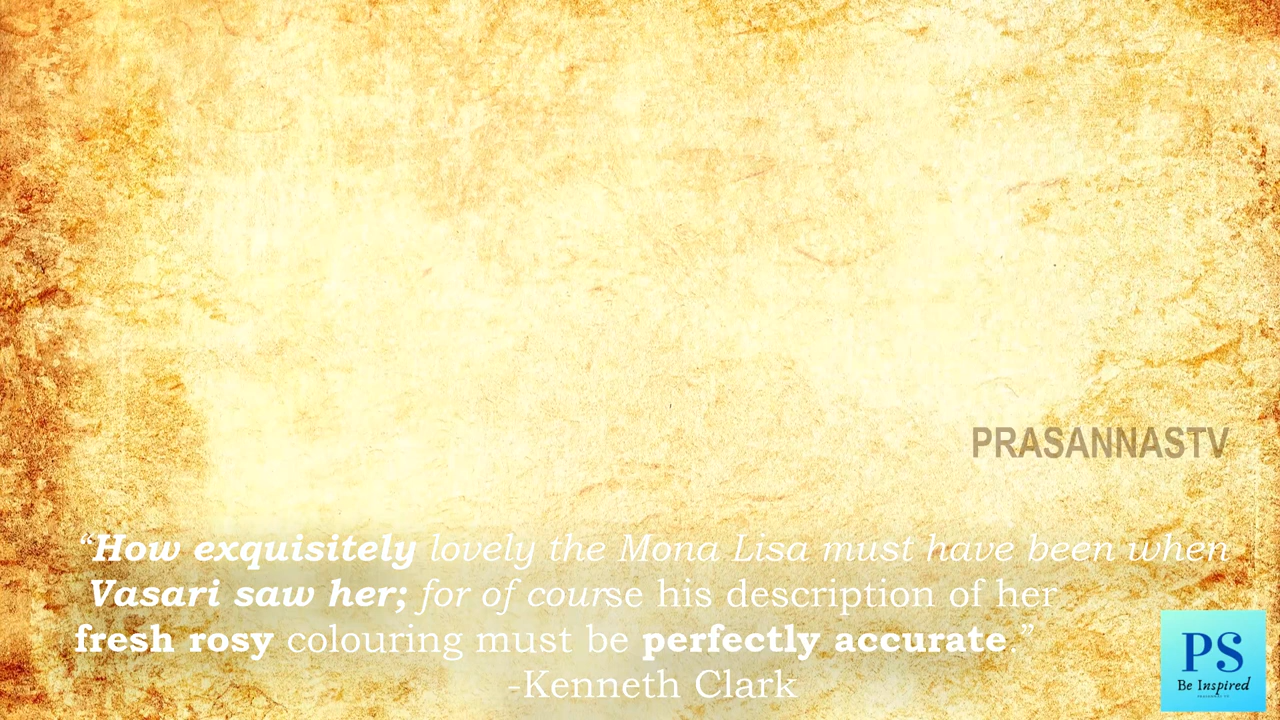 PRASANNASTV
“How exquisitely lovely the Mona Lisa must have been when
Vasari saw her; for of course his description of her
fresh rosy colouring must be perfectly accurate.”
-Kenneth Clark
PS
Be Inspired